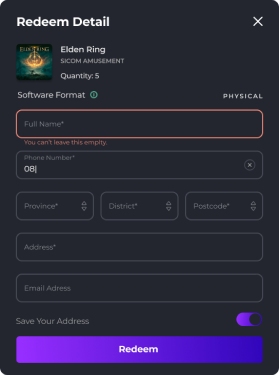 Redeem Detail
ELDEN RING
Elden Ring
SICOM AMUSEMENT
Quantity: 5
Software Format
PHYSICAL
Full Name*
You can't leave this empty.
Phone Number*
08
Province*
District*
Postcode*
Address*
Email Adress
Save Your Address
Redeem